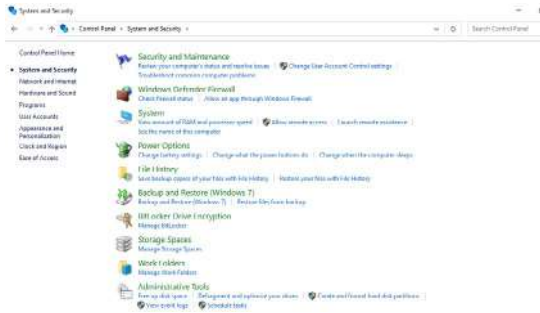 System and Security
Control Panel > System and Security >
Search Control Panel
Control Panel Home
System and Security
Network and Internet
Hardware and Sound
Programs
User Accounts
Appearance and
Personalization
Clock and Region
Ease of Access
Security and Maintenance
Review your computer's status and resolve issues | Change User Account Control settings
Troubleshoot common computer problems
Windows Defender Firewall
Check firewall status | Allow an app through Windows Firewall
System
View amount of RAM and processor speed | Allow remote access | Launch remote assistance
See the name of this computer
Power Options
Change battery settings | Change what the power buttons do | Change when the computer sleeps
File History
Save backup copies of your files with File History | Restore your files with File History
Backup and Restore (Windows 7)
Backup and Restore (Windows 7) | Restore files from backup
BitLocker Drive Encryption
Manage BitLocker
Storage Spaces
Manage Storage Spaces
Work Folders
Manage Work Folders
Administrative Tools
Free up disk space | Defragment and optimize your drives | Create and format hard disk partitions
View event logs | Schedule tasks